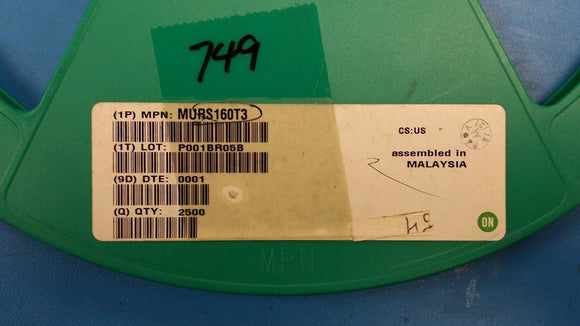 749
(1P) MPN: MURS160T3
(1T) LOT: P001BR05B
(9D) DTE: 0001
(Q) QTY: 2500
CS:US
assembled in
MALAYSIA
ON
MPN